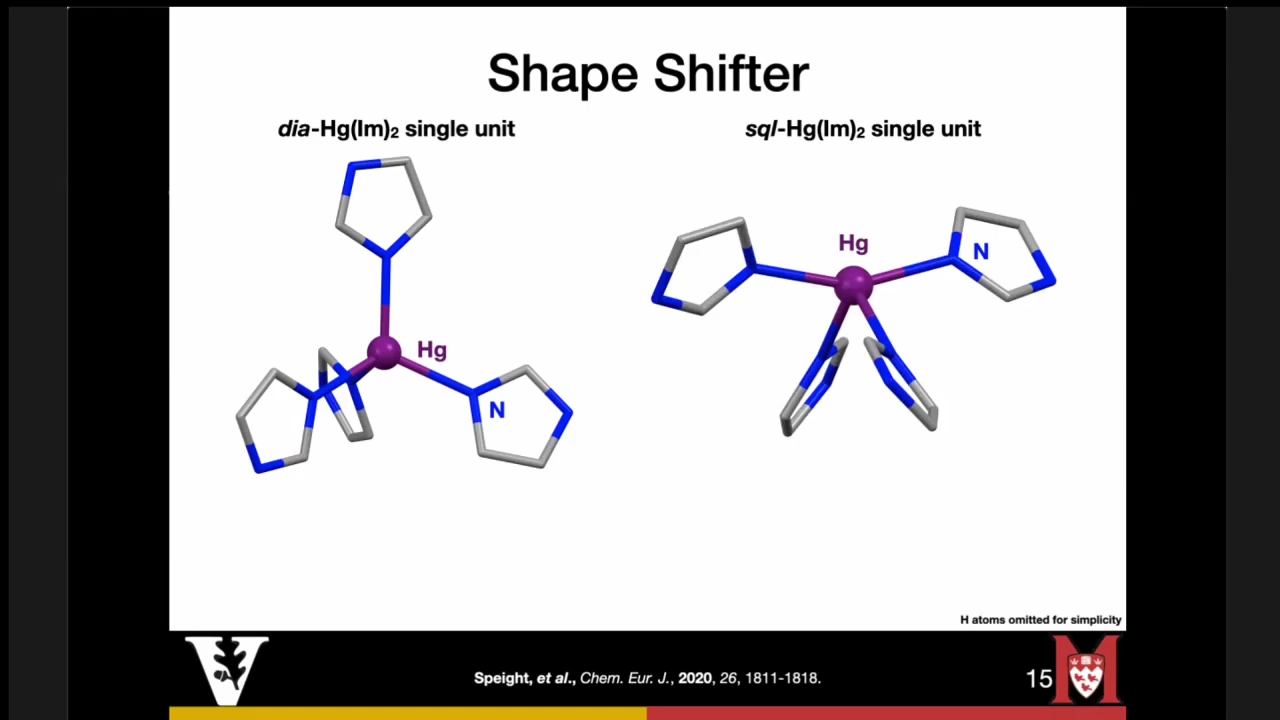 Shape Shifter
dia-Hg(Im)₂ single unit
sql-Hg(Im)₂ single unit
Hg
N
Hg
N
H atoms omitted for simplicity
Speight, et al., Chem. Eur. J., 2020, 26, 1811-1818.
15